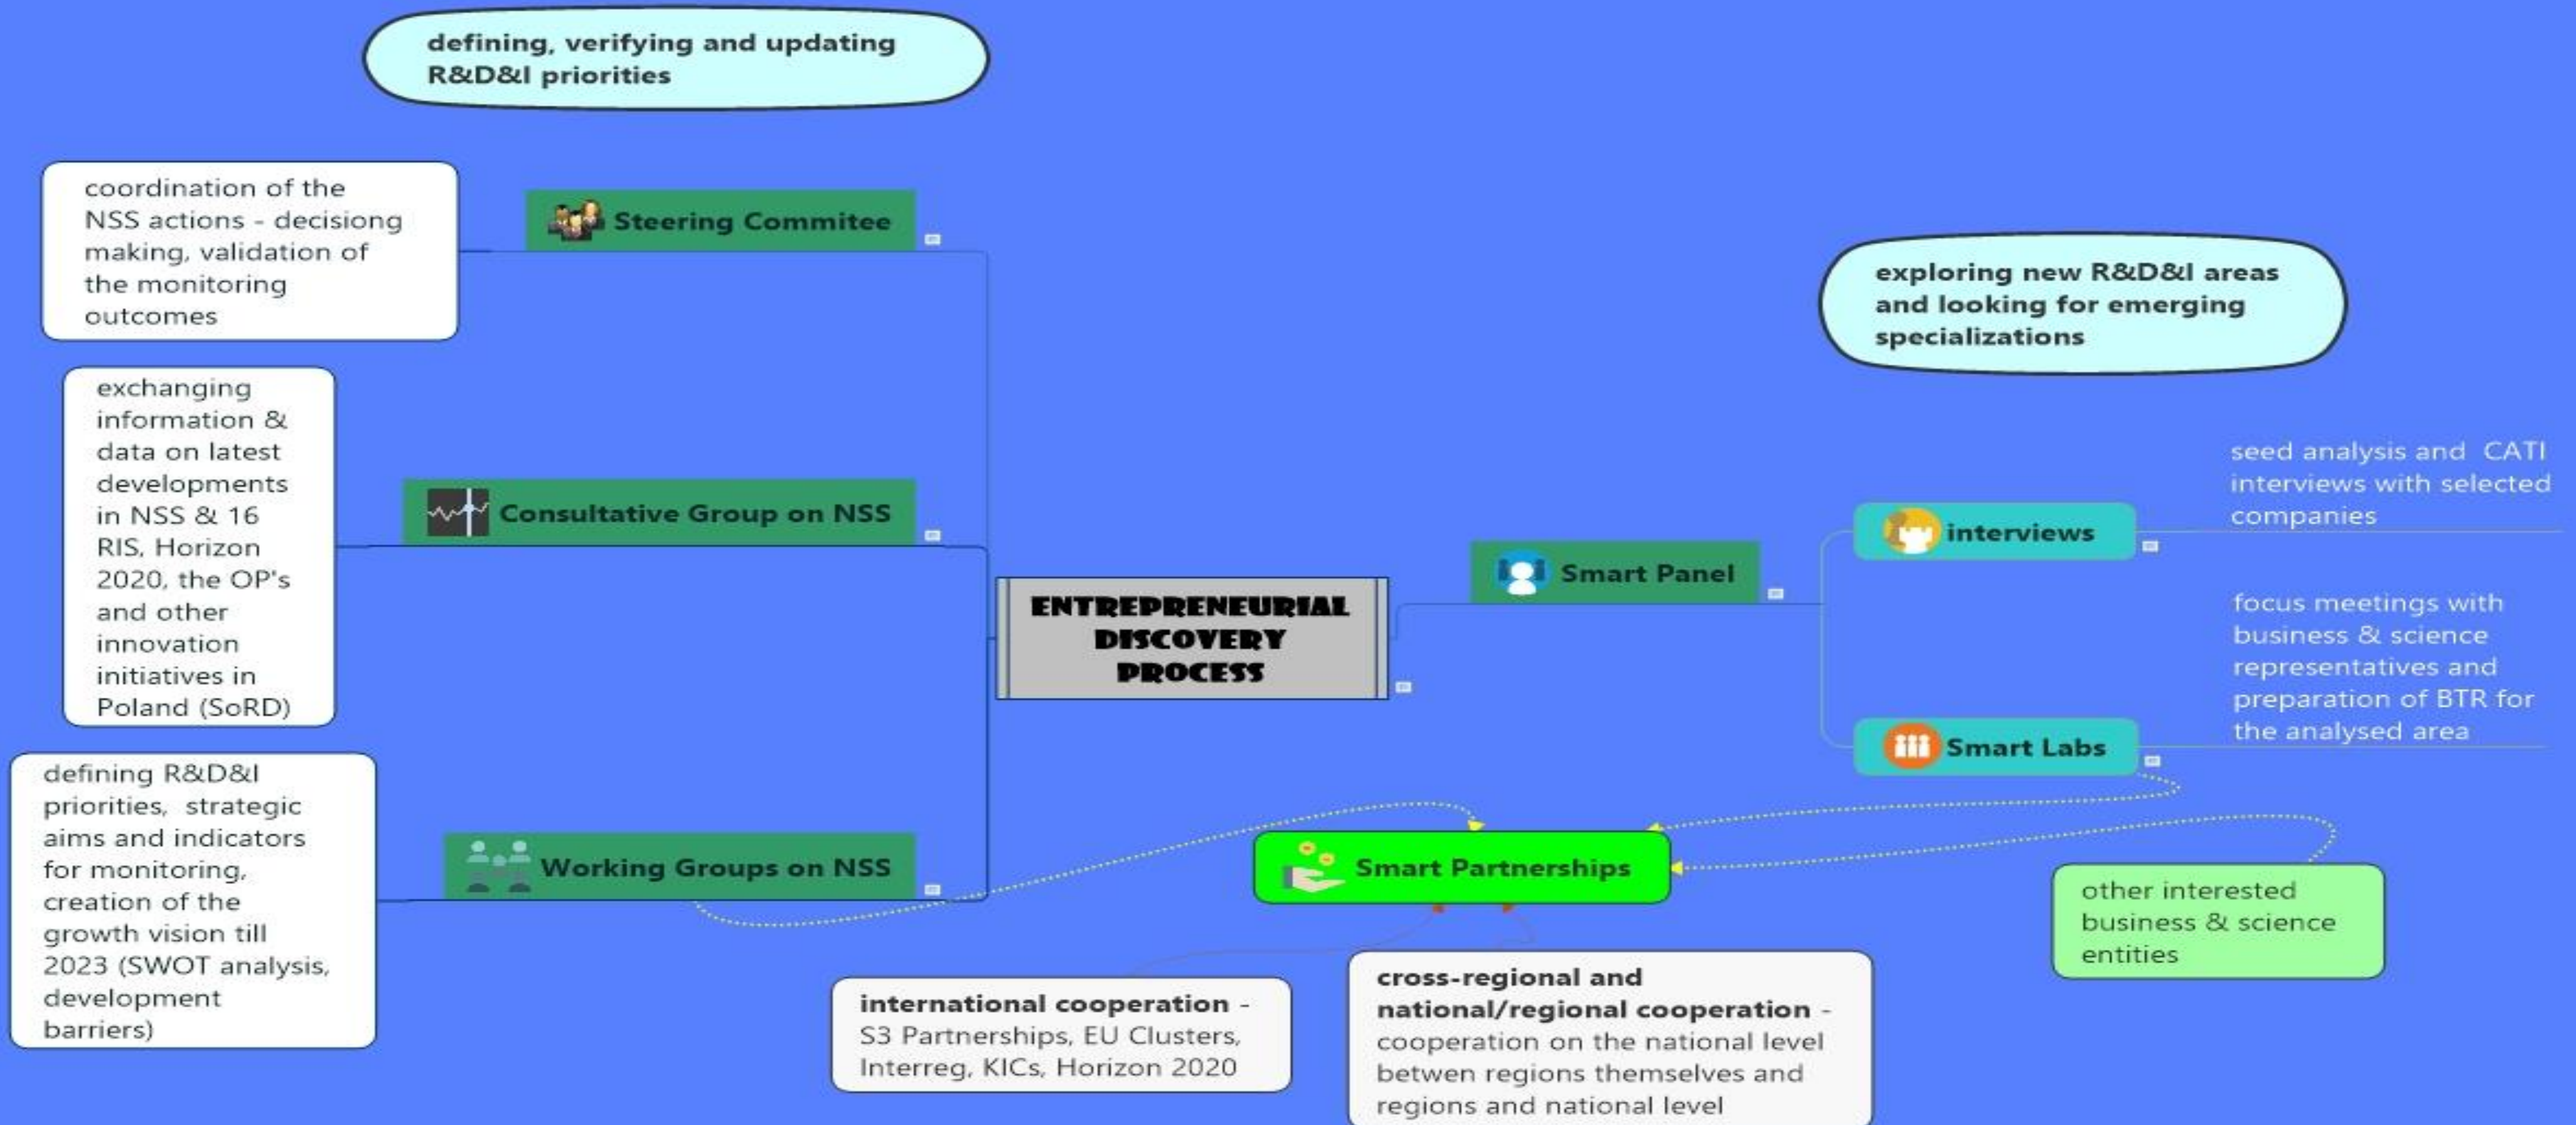 defining, verifying and updating
R&D&I priorities
coordination of the
NSS actions - decisiong
making, validation of
the monitoring
outcomes
Steering Commitee
exchanging
information &
data on latest
developments
in NSS & 16
RIS, Horizon
2020, the OP's
and other
innovation
initiatives in
Poland (SoRD)
Consultative Group on NSS
defining R&D&I
priorities, strategic
aims and indicators
for monitoring,
creation of the
growth vision till
2023 (SWOT analysis,
development
barriers)
Working Groups on NSS
ENTREPRENEURIAL
DISCOVERY
PROCESS
exploring new R&D&I areas
and looking for emerging
specializations
Smart Panel
interviews
seed analysis and CATI
interviews with selected
companies
Smart Labs
focus meetings with
business & science
representatives and
preparation of BTR for
the analysed area
Smart Partnerships
other interested
business & science
entities
international cooperation -
S3 Partnerships, EU Clusters,
Interreg, KICs, Horizon 2020
cross-regional and
national/regional cooperation -
cooperation on the national level
betwen regions themselves and
regions and national level